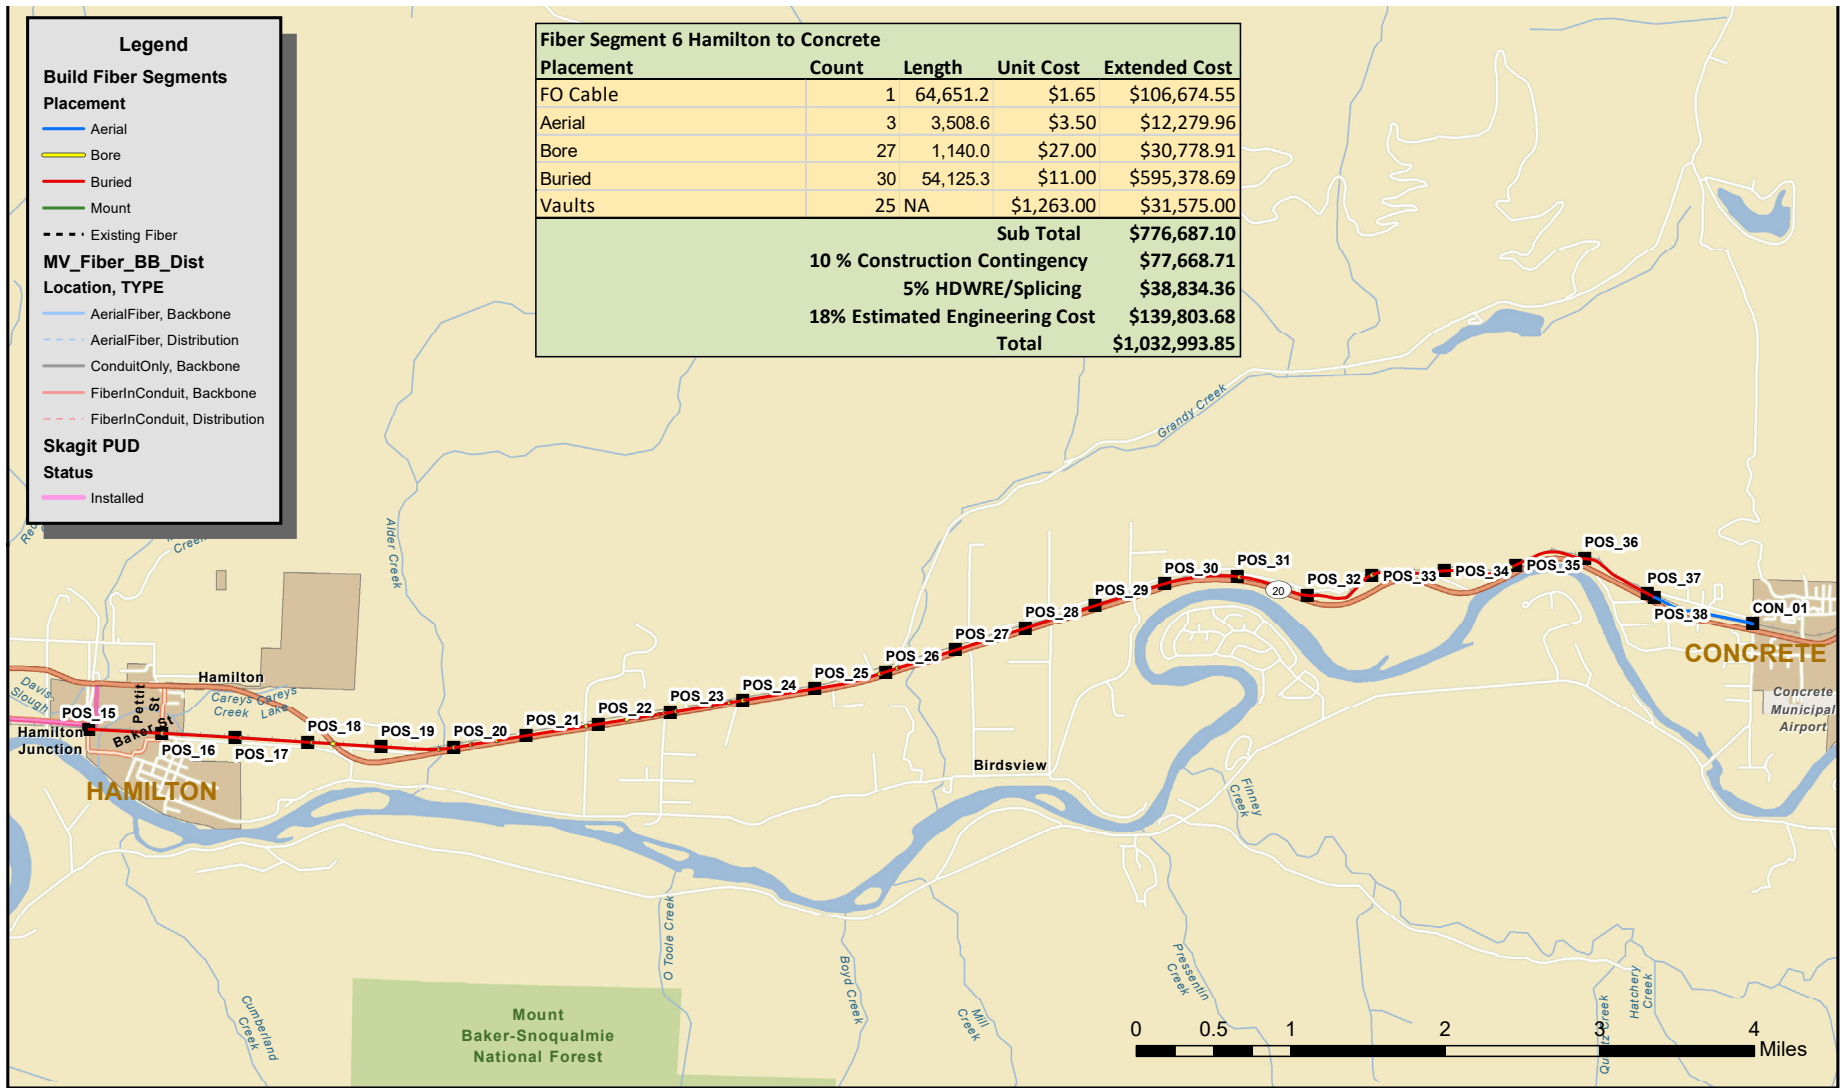 Legend
Build Fiber Segments
Placement
Aerial
Bore
Buried
Mount
Existing Fiber
MV_Fiber_BB_Dist
Location, TYPE
AerialFiber, Backbone
AerialFiber, Distribution
ConduitOnly, Backbone
FiberInConduit, Backbone
FiberInConduit, Distribution
Skagit PUD
Status
Installed
Fiber Segment 6 Hamilton to Concrete
Placement Count Length Unit Cost Extended Cost
FO Cable 1 64,651.2 $1.65 $106,674.55
Aerial 3 3,508.6 $3.50 $12,279.96
Bore 27 1,140.0 $27.00 $30,778.91
Buried 30 54,125.3 $11.00 $595,378.69
Vaults 25 NA $1,263.00 $31,575.00
Sub Total $776,687.10
10 % Construction Contingency $77,668.71
5% HDWRE/Splicing $38,834.36
18% Estimated Engineering Cost $139,803.68
Total $1,032,993.85
Grandy Creek
Alder Creek
Creek
POS_36
POS_31
POS_30
POS_32
POS_33
POS_34
POS_35
POS_37
POS_29
20
POS_28
POS_38
CON_01
POS_27
POS_26
CONCRETE
POS_25
POS_24
POS_23
POS_22
POS_21
POS_20
POS_19
POS_18
POS_17
POS_16
POS_15
Hamilton
Davis
Slough
Careys
Creek
Careys
Lake
Pettit
St
Baker St
Hamilton
Junction
HAMILTON
Concrete
Municipal
Airport
Birdsview
Finney
Creek
O Toole Creek
Boyd Creek
Mill
Creek
Pressentin
Creek
Hatchery
Creek
Cumberland
Creek
Mount
Baker-Snoqualmie
National Forest
0 0.5 1 2 3 4
Miles